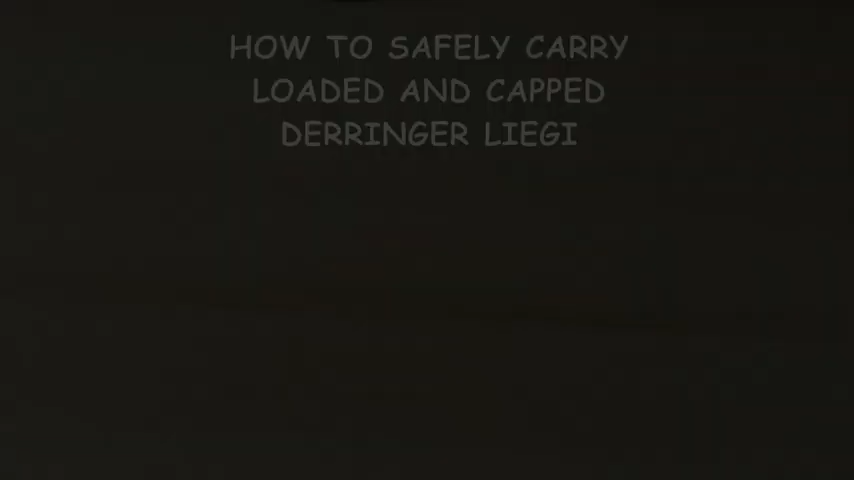 HOW TO SAFELY CARRY
LOADED AND CAPPED
DERRINGER LIEGI